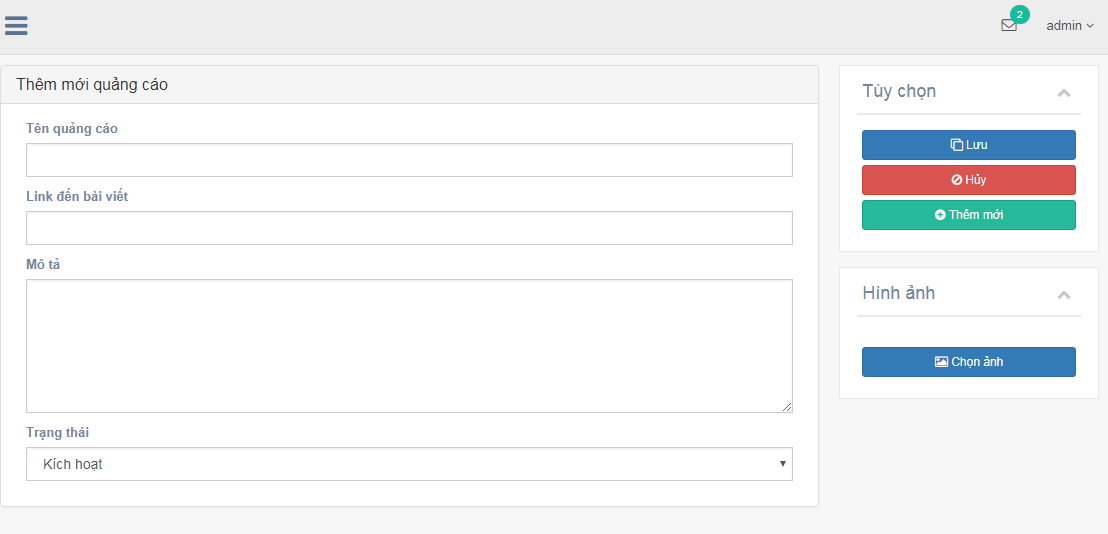 2
admin
Thêm mới quảng cáo
Tên quảng cáo
Link đến bài viết
Mô tả
Trạng thái
Kích hoạt
Tùy chọn
Lưu
Hủy
Thêm mới
Hình ảnh
Chọn ảnh